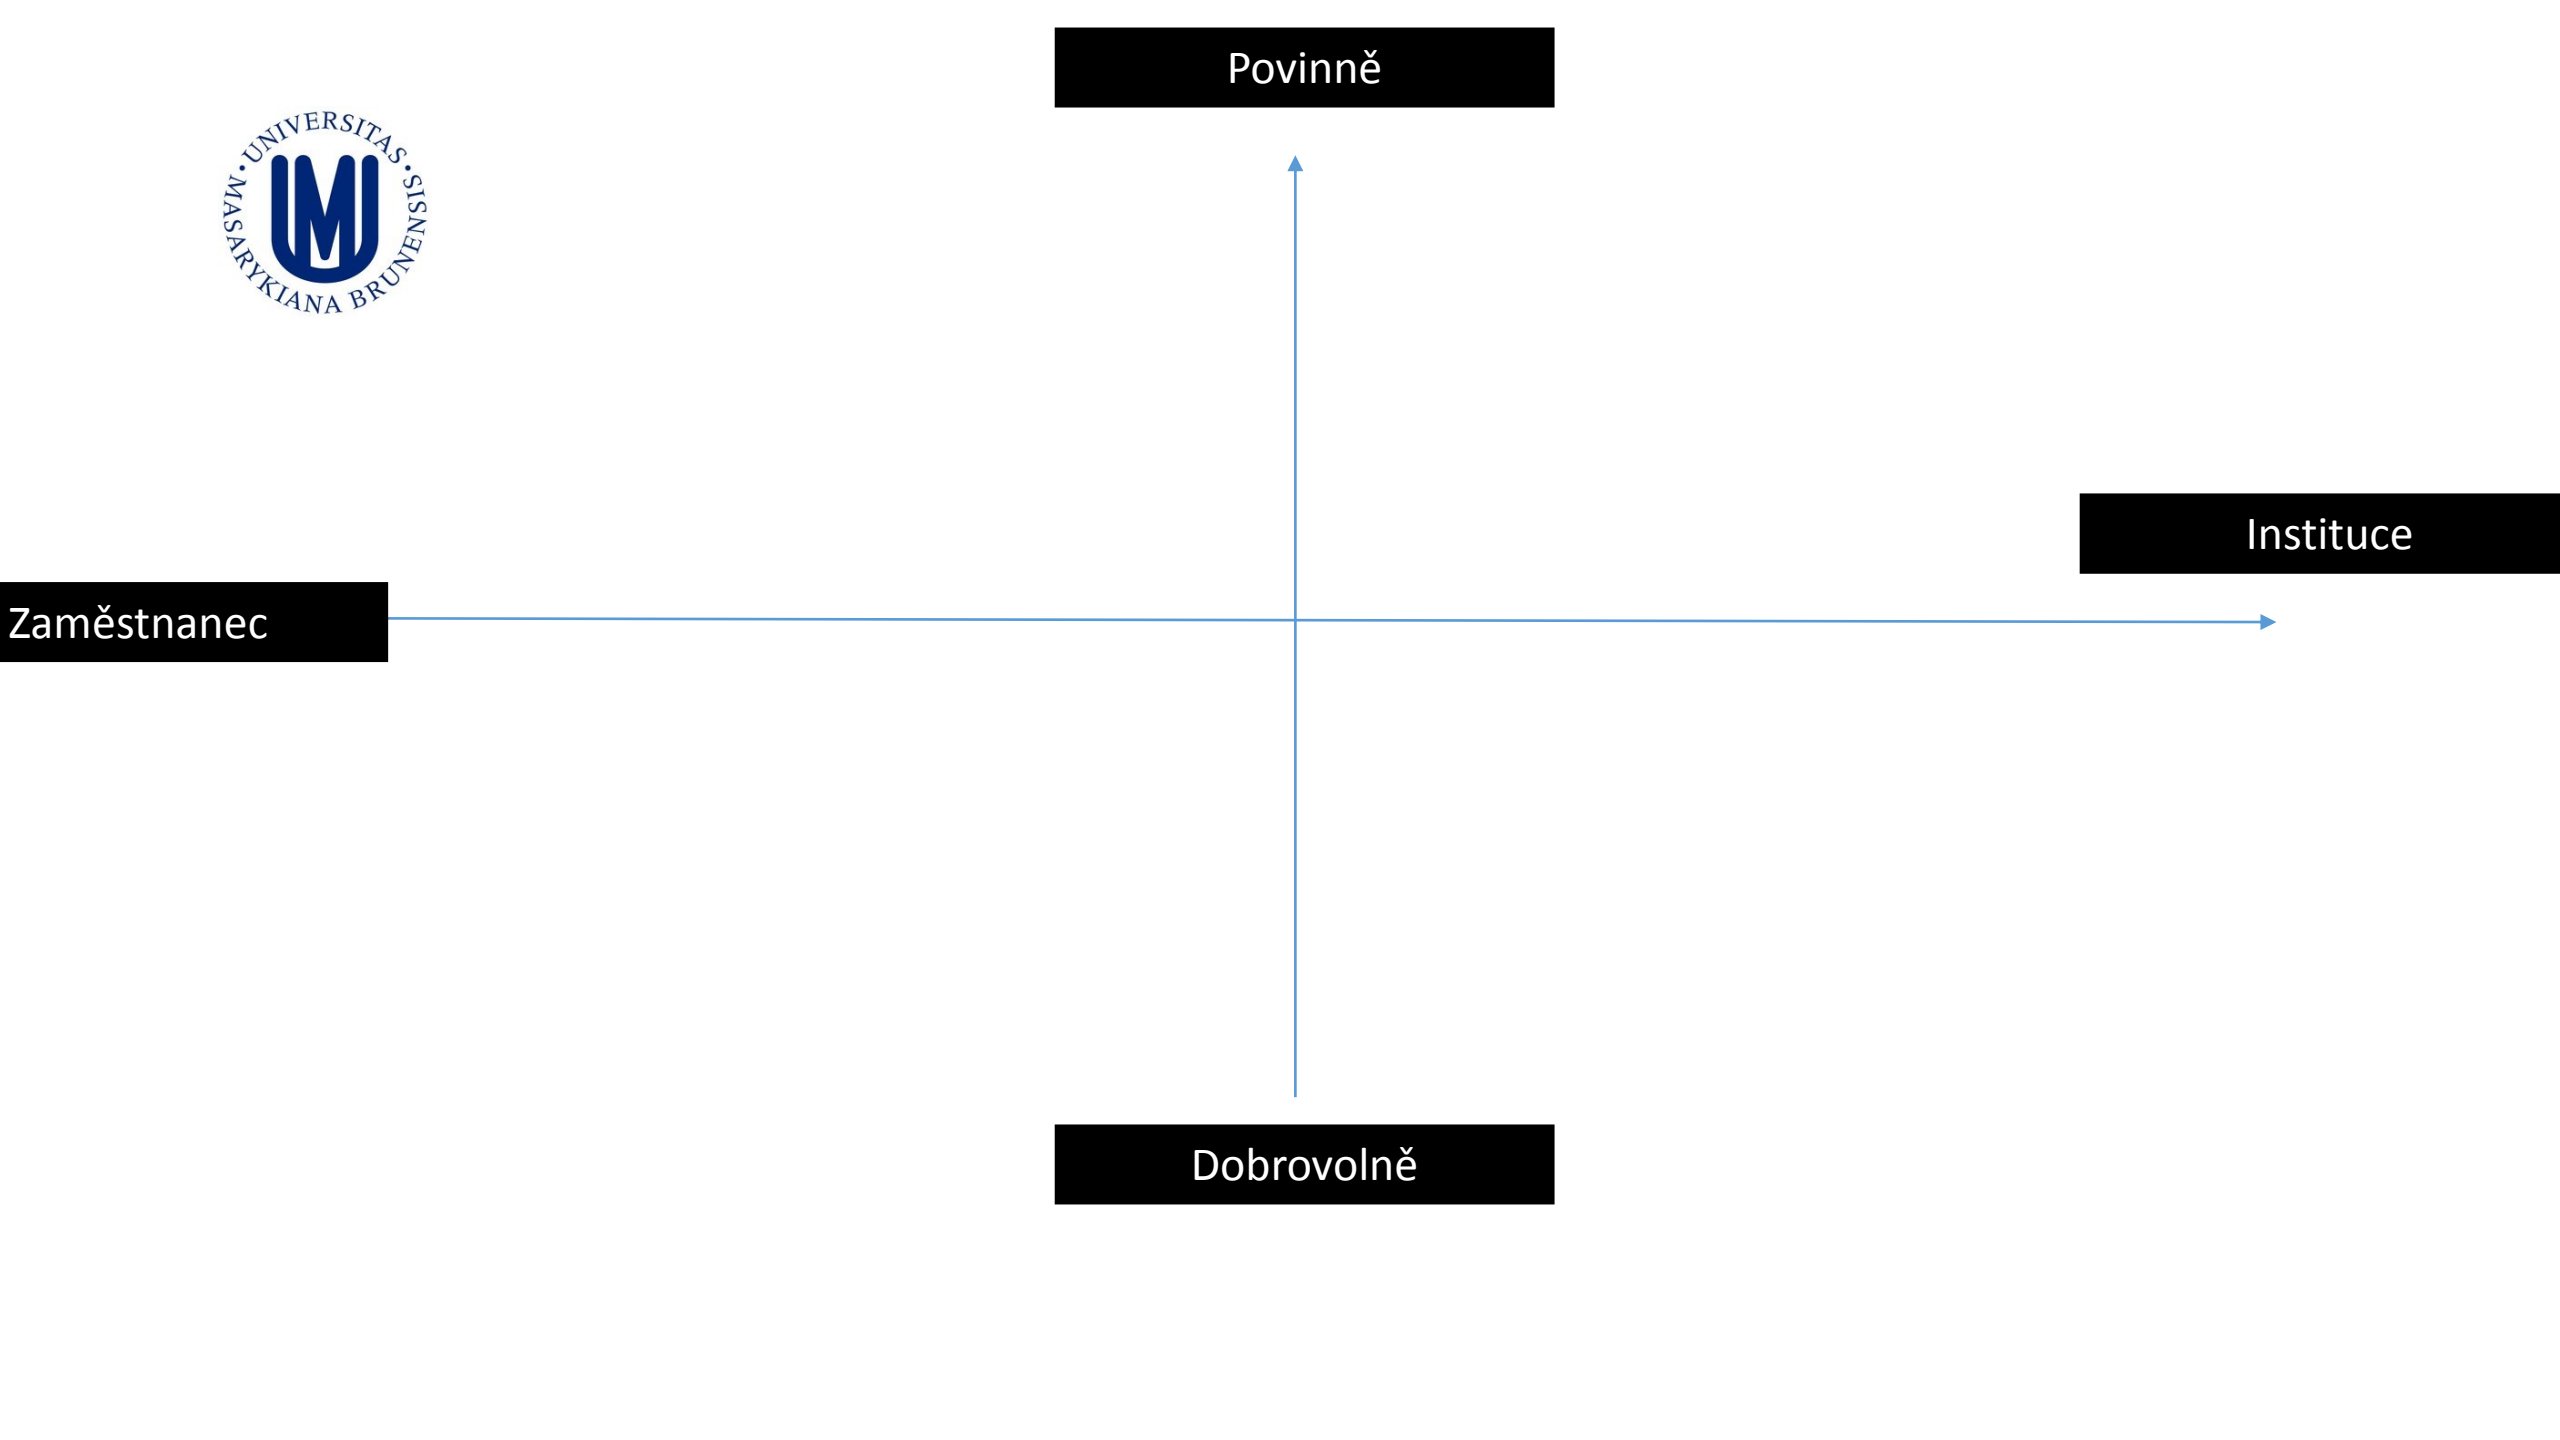 Povinně
UNIVERSITAS • MASARYKIANA BRUNENSIS •
Instituce
Zaměstnanec
Dobrovolně